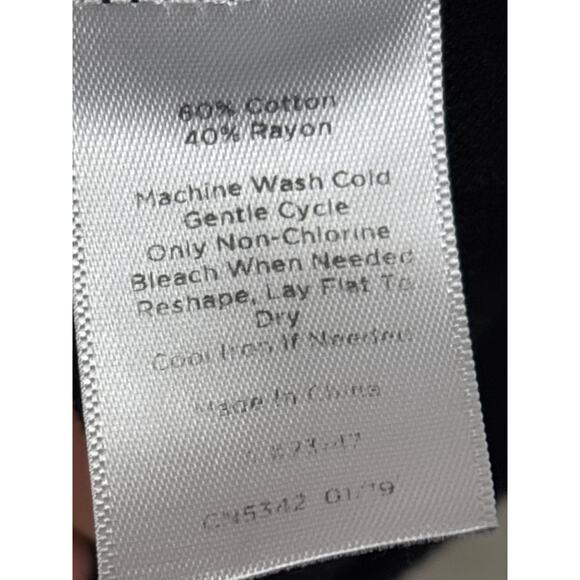 60% Cotton
40% Rayon
Machine Wash Cold
Gentle Cycle
Only Non-Chlorine
Bleach When Needed
Reshape, Lay Flat To
Dry
Cool Iron If Needed
Made In China
01/19